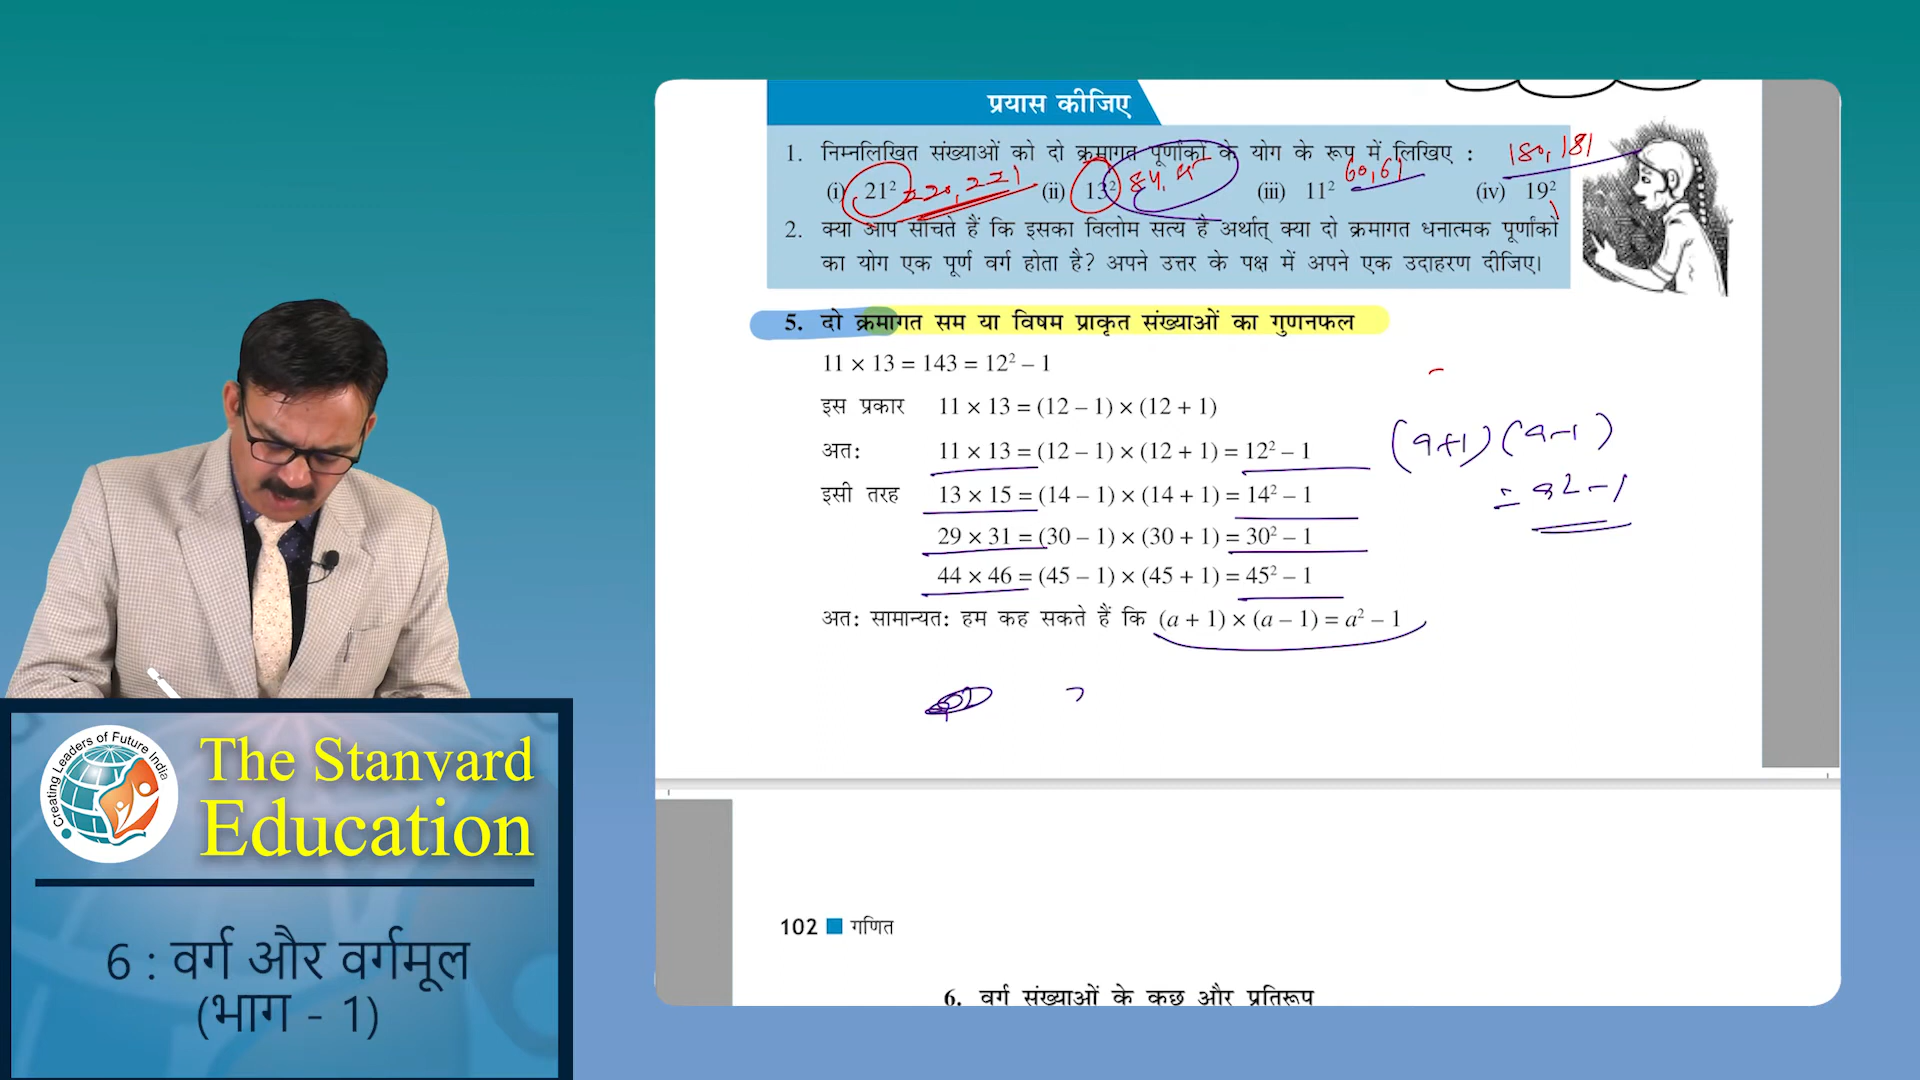 प्रयास कीजिए
1. निम्नलिखित संख्याओं को दो क्रमागत पूर्णांकों के योग के रूप में लिखिए :
180, 181
(i) 21² 220, 221 (ii) 13² 84, 85 (iii) 11² 60, 61 (iv) 19²
2. क्या आप सोचते हैं कि इसका विलोम सत्य है अर्थात् क्या दो क्रमागत धनात्मक पूर्णांकों
का योग एक पूर्ण वर्ग होता है? अपने उत्तर के पक्ष में अपने एक उदाहरण दीजिए।
5. दो क्रमागत सम या विषम प्राकृत संख्याओं का गुणनफल
11 × 13 = 143 = 12² – 1
इस प्रकार 11 × 13 = (12 – 1) × (12 + 1)
अत: 11 × 13 = (12 – 1) × (12 + 1) = 12² – 1
इसी तरह 13 × 15 = (14 – 1) × (14 + 1) = 14² – 1
29 × 31 = (30 – 1) × (30 + 1) = 30² – 1
44 × 46 = (45 – 1) × (45 + 1) = 45² – 1
अत: सामान्यत: हम कह सकते हैं कि (a + 1) × (a – 1) = a² – 1
(a+1) (a-1)
= a² - 1
102 ■ गणित
6. वर्ग संख्याओं के कुछ और प्रतिरूप
Creating Leaders of Future India
The Stanvard
Education
6 : वर्ग और वर्गमूल
(भाग - 1)